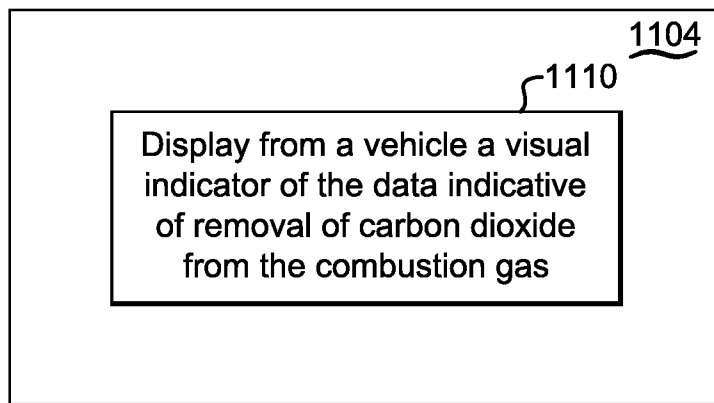 1104
1110
Display from a vehicle a visual
indicator of the data indicative
of removal of carbon dioxide
from the combustion gas